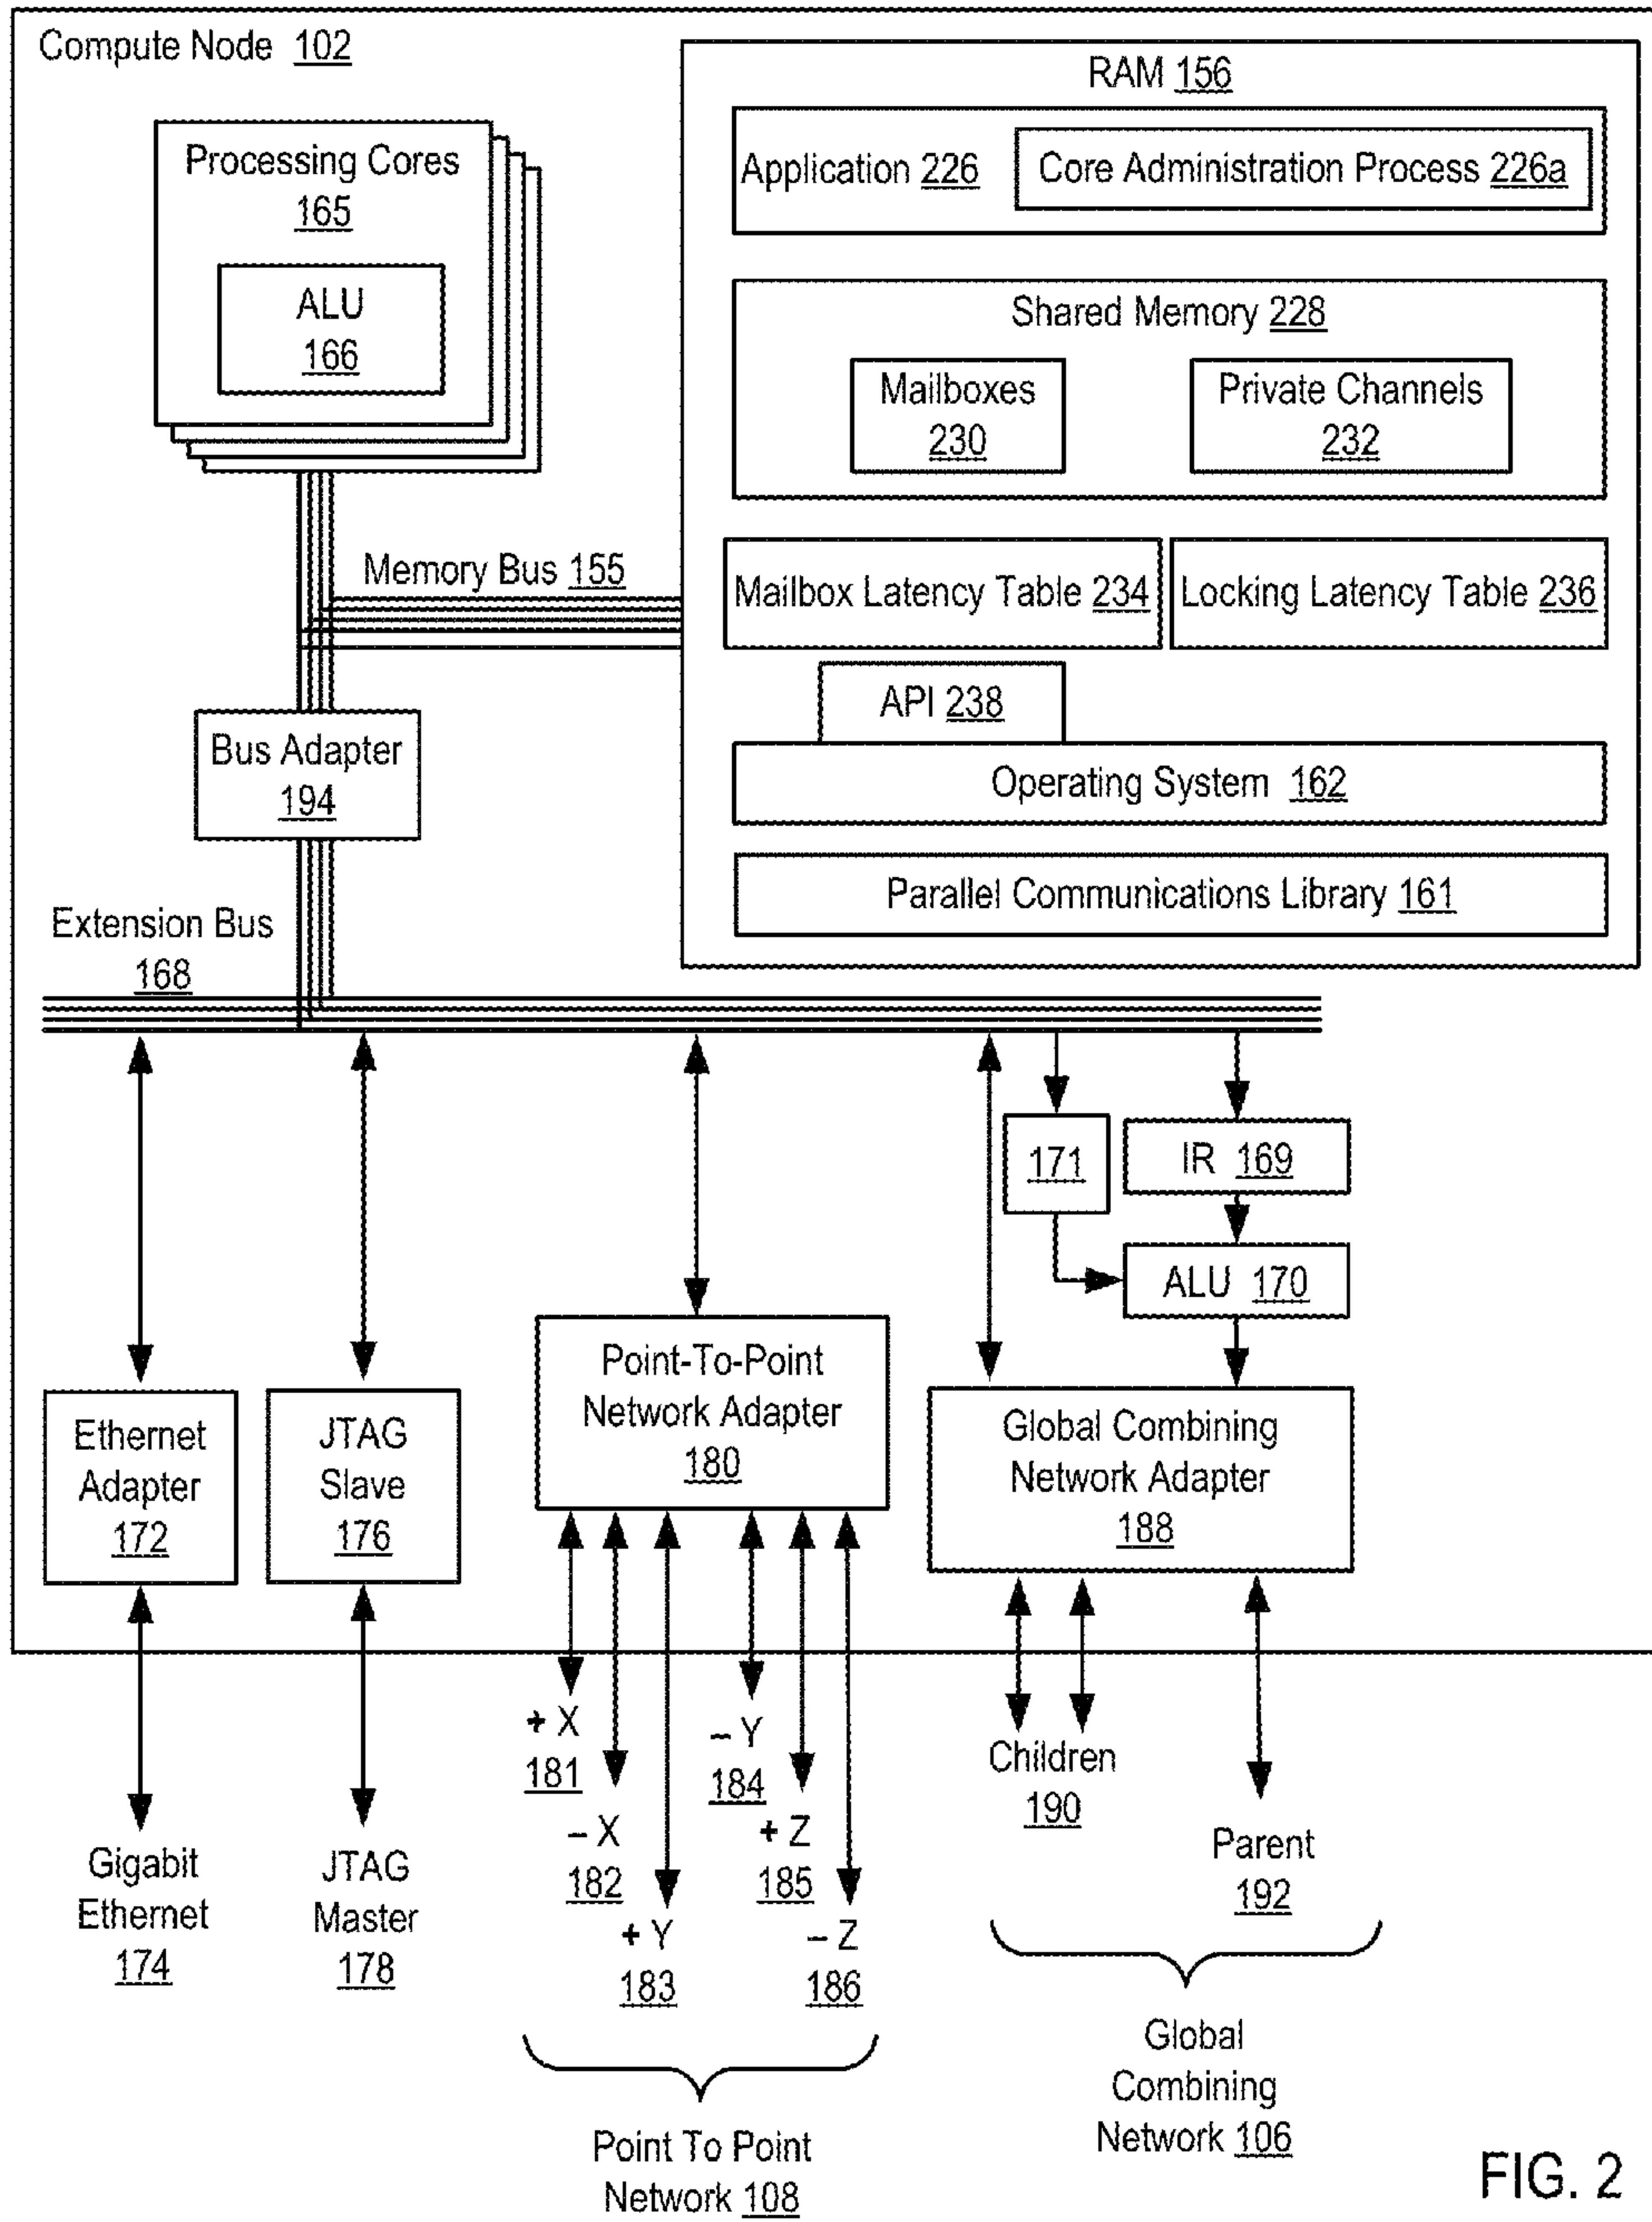 Compute Node 102
RAM 156
Processing Cores
165
ALU
166
Application 226
Core Administration Process 226a
Shared Memory 228
Mailboxes
230
Private Channels
232
Memory Bus 155
Mailbox Latency Table 234
Locking Latency Table 236
API 238
Bus Adapter
194
Operating System 162
Parallel Communications Library 161
Extension Bus
168
171
IR 169
ALU 170
Ethernet
Adapter
172
JTAG
Slave
176
Point-To-Point
Network Adapter
180
Global Combining
Network Adapter
188
+ X
181
– X
182
+ Y
183
– Y
184
+ Z
185
– Z
186
Children
190
Parent
192
Gigabit
Ethernet
174
JTAG
Master
178
Point To Point
Network 108
Global
Combining
Network 106
FIG. 2